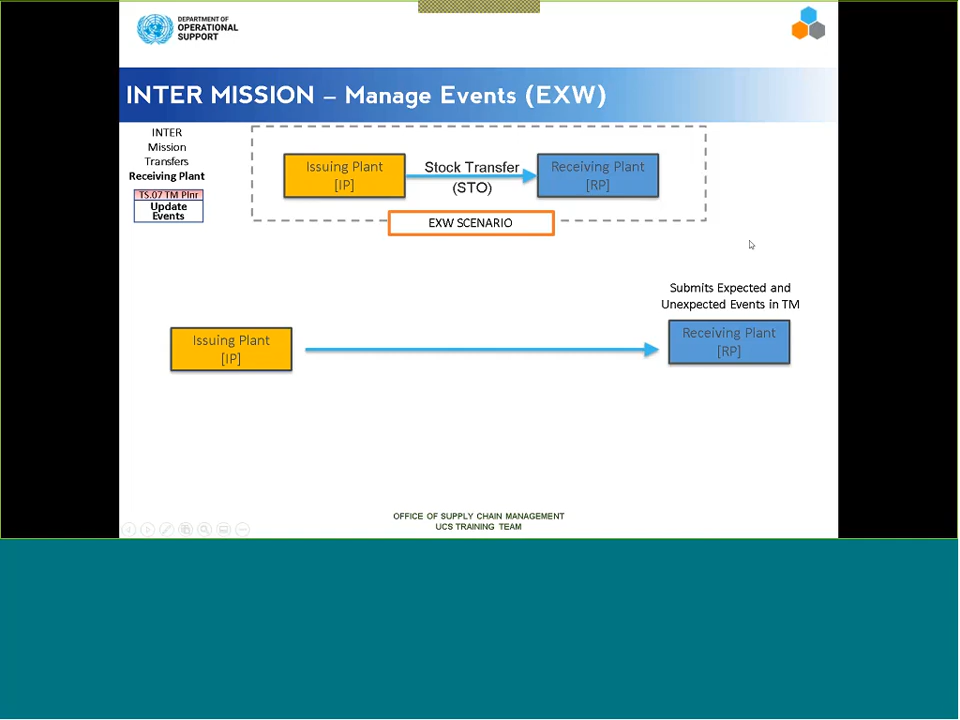 DEPARTMENT OF
OPERATIONAL
SUPPORT
INTER MISSION – Manage Events (EXW)
INTER
Mission
Transfers
Receiving Plant
TS.07 TM Plnr
Update
Events
Issuing Plant
[IP]
Stock Transfer
(STO)
Receiving Plant
[RP]
EXW SCENARIO
Submits Expected and
Unexpected Events in TM
Issuing Plant
[IP]
Receiving Plant
[RP]
OFFICE OF SUPPLY CHAIN MANAGEMENT
UCS TRAINING TEAM